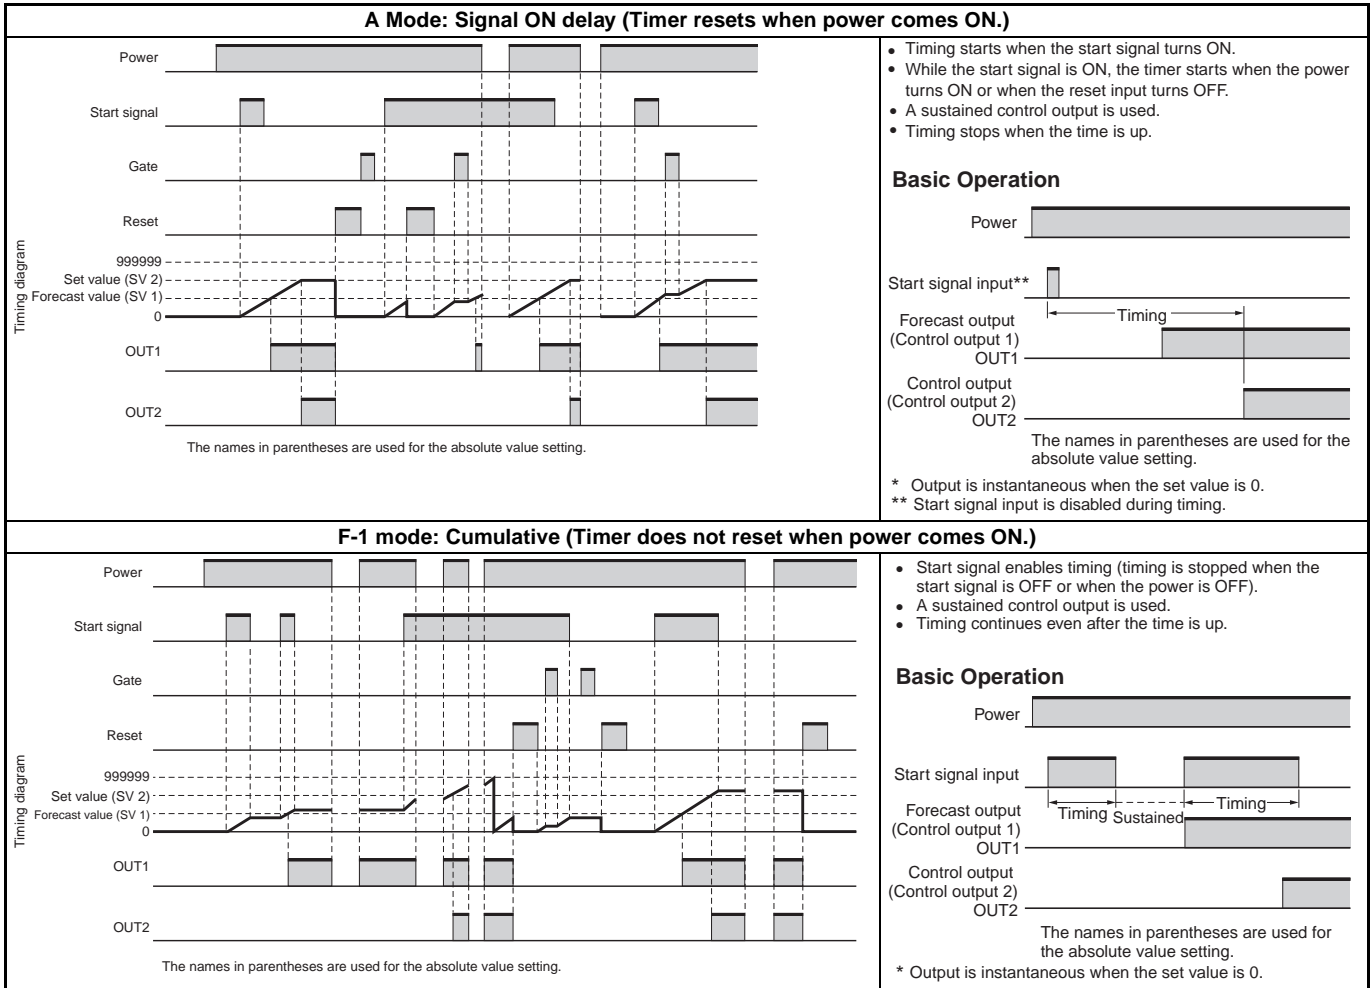 A Mode: Signal ON delay (Timer resets when power comes ON.)
Timing diagram
Power
Start signal
Gate
Reset
999999
Set value (SV 2)
Forecast value (SV 1)
0
OUT1
OUT2
The names in parentheses are used for the absolute value setting.
• Timing starts when the start signal turns ON.
• While the start signal is ON, the timer starts when the power
turns ON or when the reset input turns OFF.
• A sustained control output is used.
• Timing stops when the time is up.
Basic Operation
Power
Start signal input**
Timing
Forecast output
(Control output 1)
OUT1
Control output
(Control output 2)
OUT2
The names in parentheses are used for the
absolute value setting.
* Output is instantaneous when the set value is 0.
** Start signal input is disabled during timing.
F-1 mode: Cumulative (Timer does not reset when power comes ON.)
Timing diagram
Power
Start signal
Gate
Reset
999999
Set value (SV 2)
Forecast value (SV 1)
0
OUT1
OUT2
The names in parentheses are used for the absolute value setting.
• Start signal enables timing (timing is stopped when the
start signal is OFF or when the power is OFF).
• A sustained control output is used.
• Timing continues even after the time is up.
Basic Operation
Power
Start signal input
Timing Sustained Timing
Forecast output
(Control output 1)
OUT1
Control output
(Control output 2)
OUT2
The names in parentheses are used for
the absolute value setting.
* Output is instantaneous when the set value is 0.